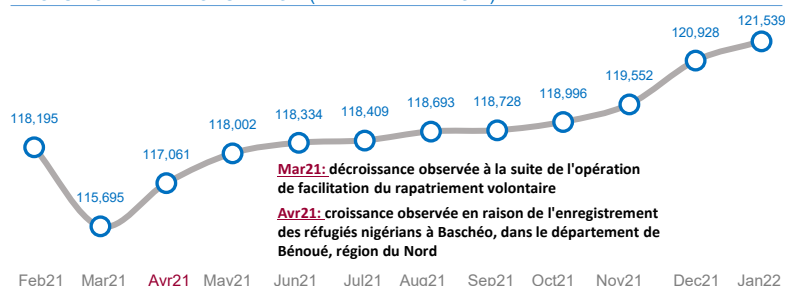 121,539
120,928
119,552
118,996
118,728
118,693
118,409
118,334
118,002
118,195
117,061
115,695
Mar21: décroissance observée à la suite de l'opération
de facilitation du rapatriement volontaire
Avr21: croissance observée en raison de l'enregistrement
des réfugiés nigérians à Baschéo, dans le département de
Bénoué, région du Nord
Feb21 Mar21 Avr21 May21 Jun21 Jul21 Aug21 Sep21 Oct21 Nov21 Dec21 Jan22